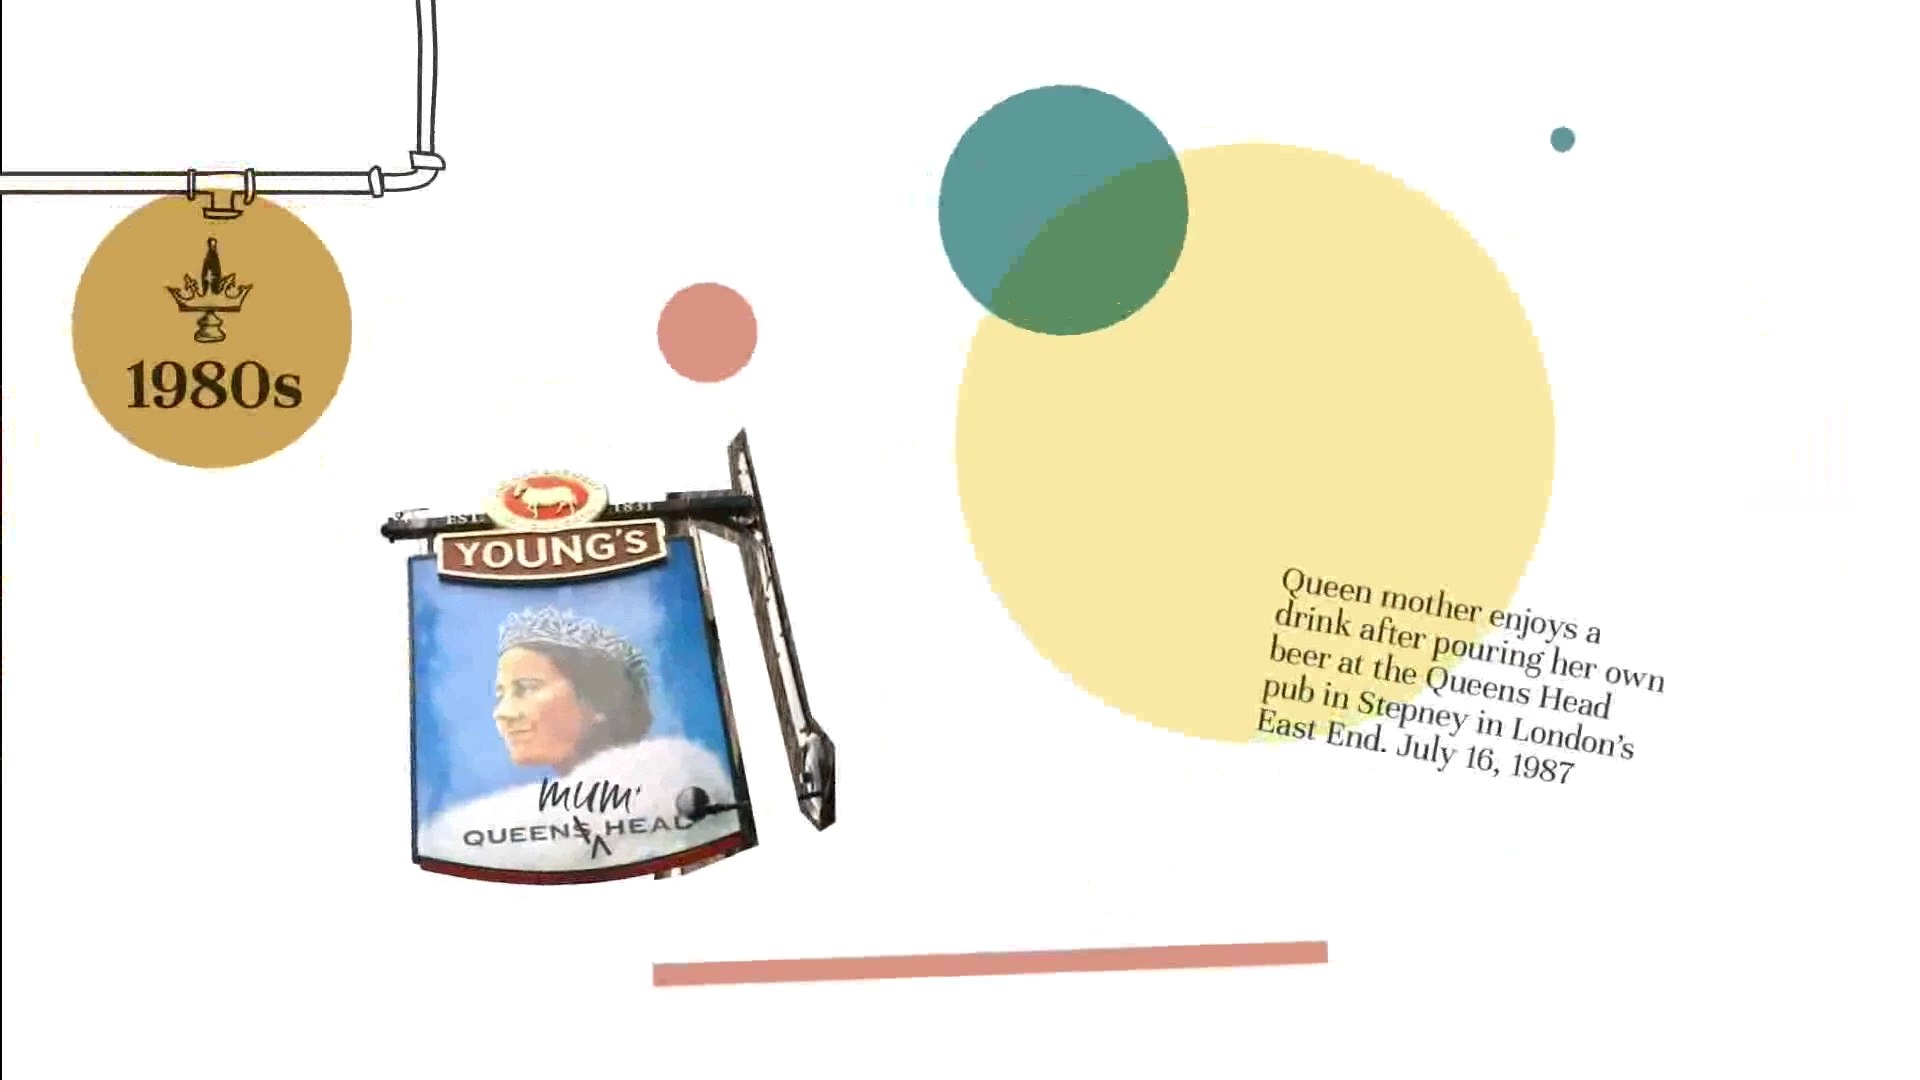 1980s
EST. 1831
YOUNG'S
mum
QUEENS HEAD
Queen mother enjoys a
drink after pouring her own
beer at the Queens Head
pub in Stepney in London's
East End. July 16, 1987